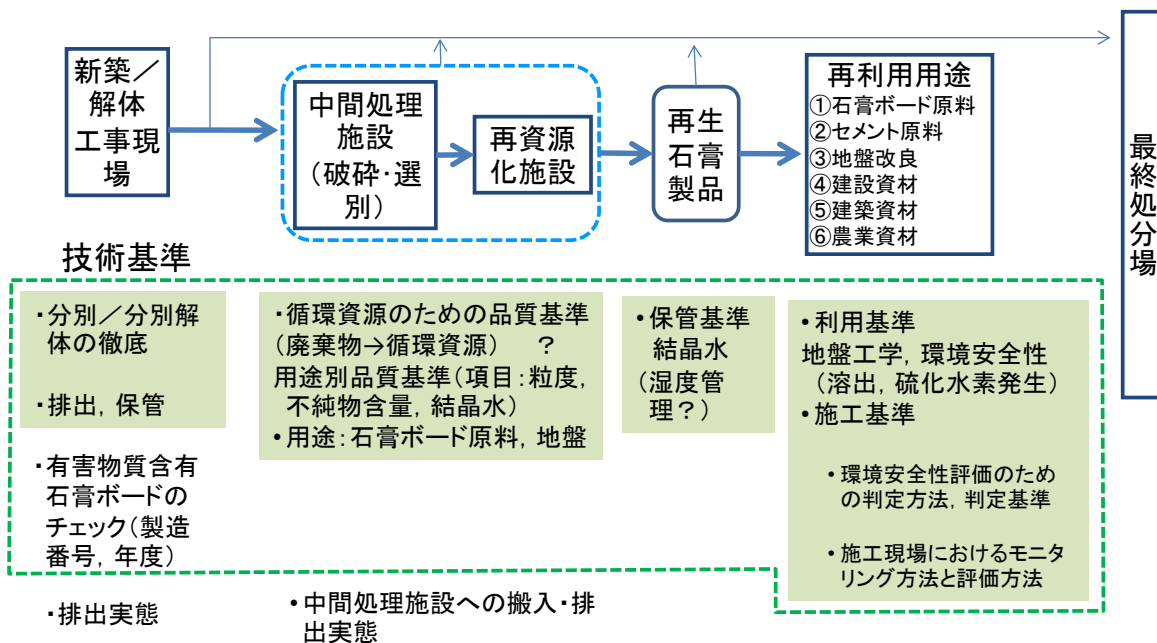 新築／
解体
工事現
場
中間処理
施設
（破砕・選
別）
再資源
化施設
再生
石膏
製品
再利用用途
①石膏ボード原料
②セメント原料
③地盤改良
④建設資材
⑤建築資材
⑥農業資材
最終処分場
技術基準
・分別／分別解
体の徹底
・排出，保管
・有害物質含有
石膏ボードの
チェック（製造
番号，年度）
・循環資源のための品質基準
（廃棄物→循環資源）　？
用途別品質基準（項目：粒度，
不純物含量，結晶水）
•用途：石膏ボード原料，地盤
•保管基準
結晶水
（湿度管
理？）
•利用基準
地盤工学，環境安全性
（溶出，硫化水素発生）
•施工基準
•環境安全性評価のため
の判定方法，判定基準
•施工現場におけるモニタ
リング方法と評価方法
・排出実態
•中間処理施設への搬入・排
出実態